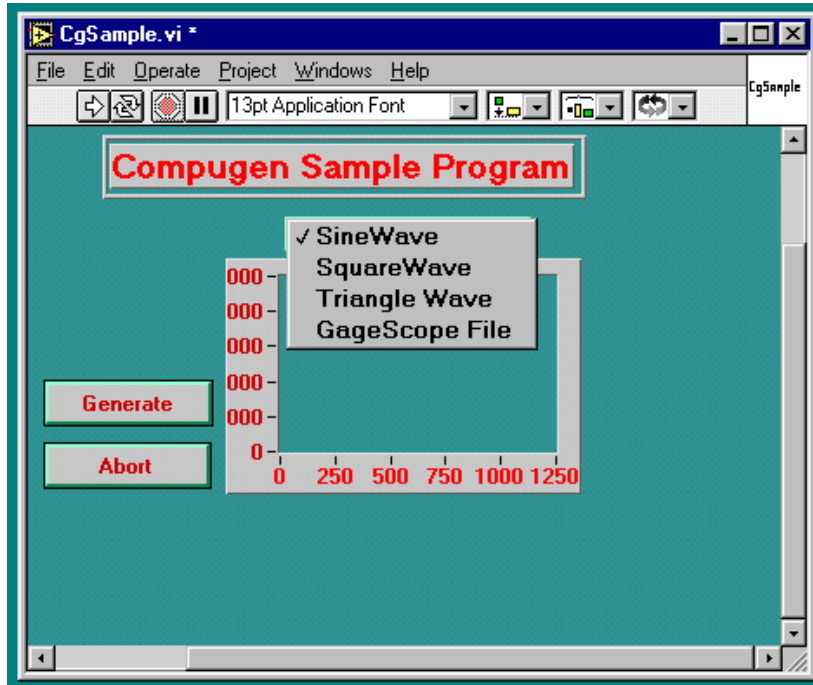 CgSample.vi *
File Edit Operate Project Windows Help
CgSample
13pt Application Font
Compugen Sample Program
✓ SineWave
SquareWave
Triangle Wave
GageScope File
000
000
000
000
000
0
0 250 500 750 1000 1250
Generate
Abort